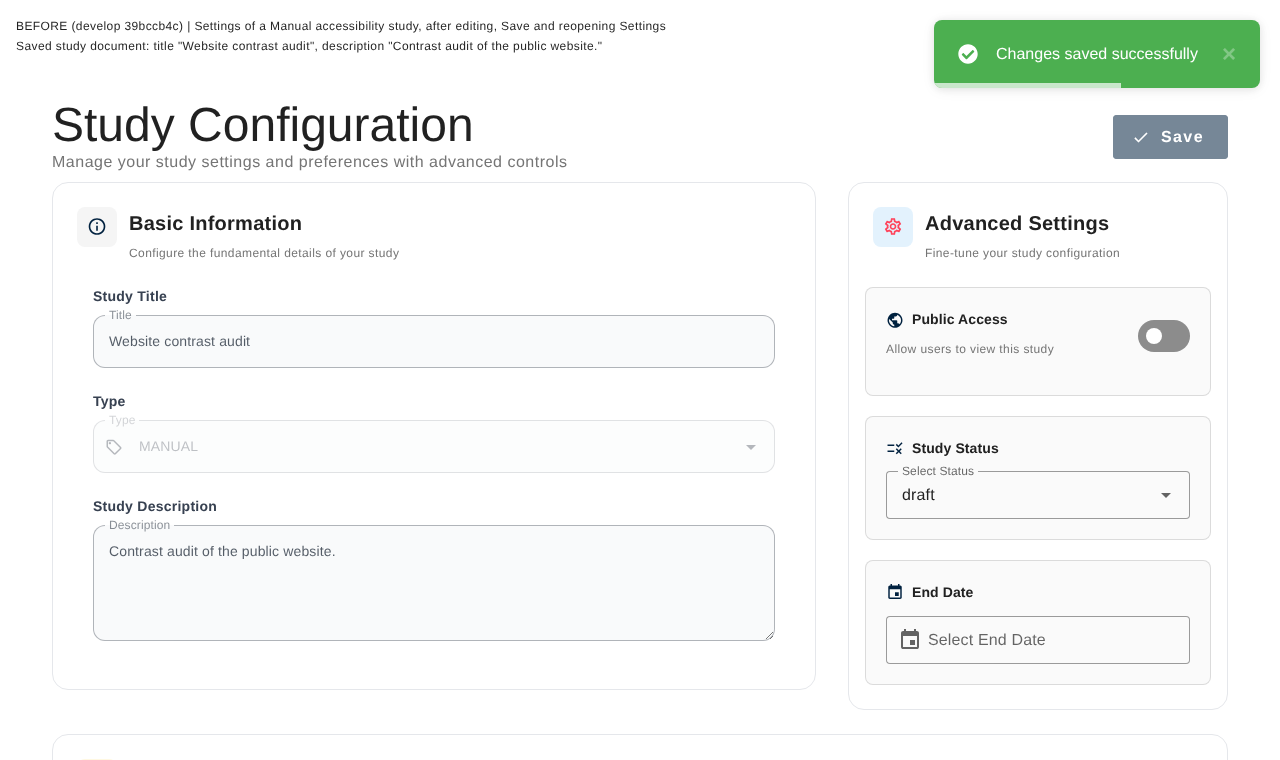 BEFORE (develop 39bccb4c) | Settings of a Manual accessibility study, after editing, Save and reopening Settings
Saved study document: title "Website contrast audit", description "Contrast audit of the public website."
Changes saved successfully
Study Configuration
Manage your study settings and preferences with advanced controls
Save
Basic Information
Configure the fundamental details of your study
Study Title
Title
Website contrast audit
Type
Type
MANUAL
Study Description
Description
Contrast audit of the public website.
Advanced Settings
Fine-tune your study configuration
Public Access
Allow users to view this study
Study Status
Select Status
draft
End Date
Select End Date